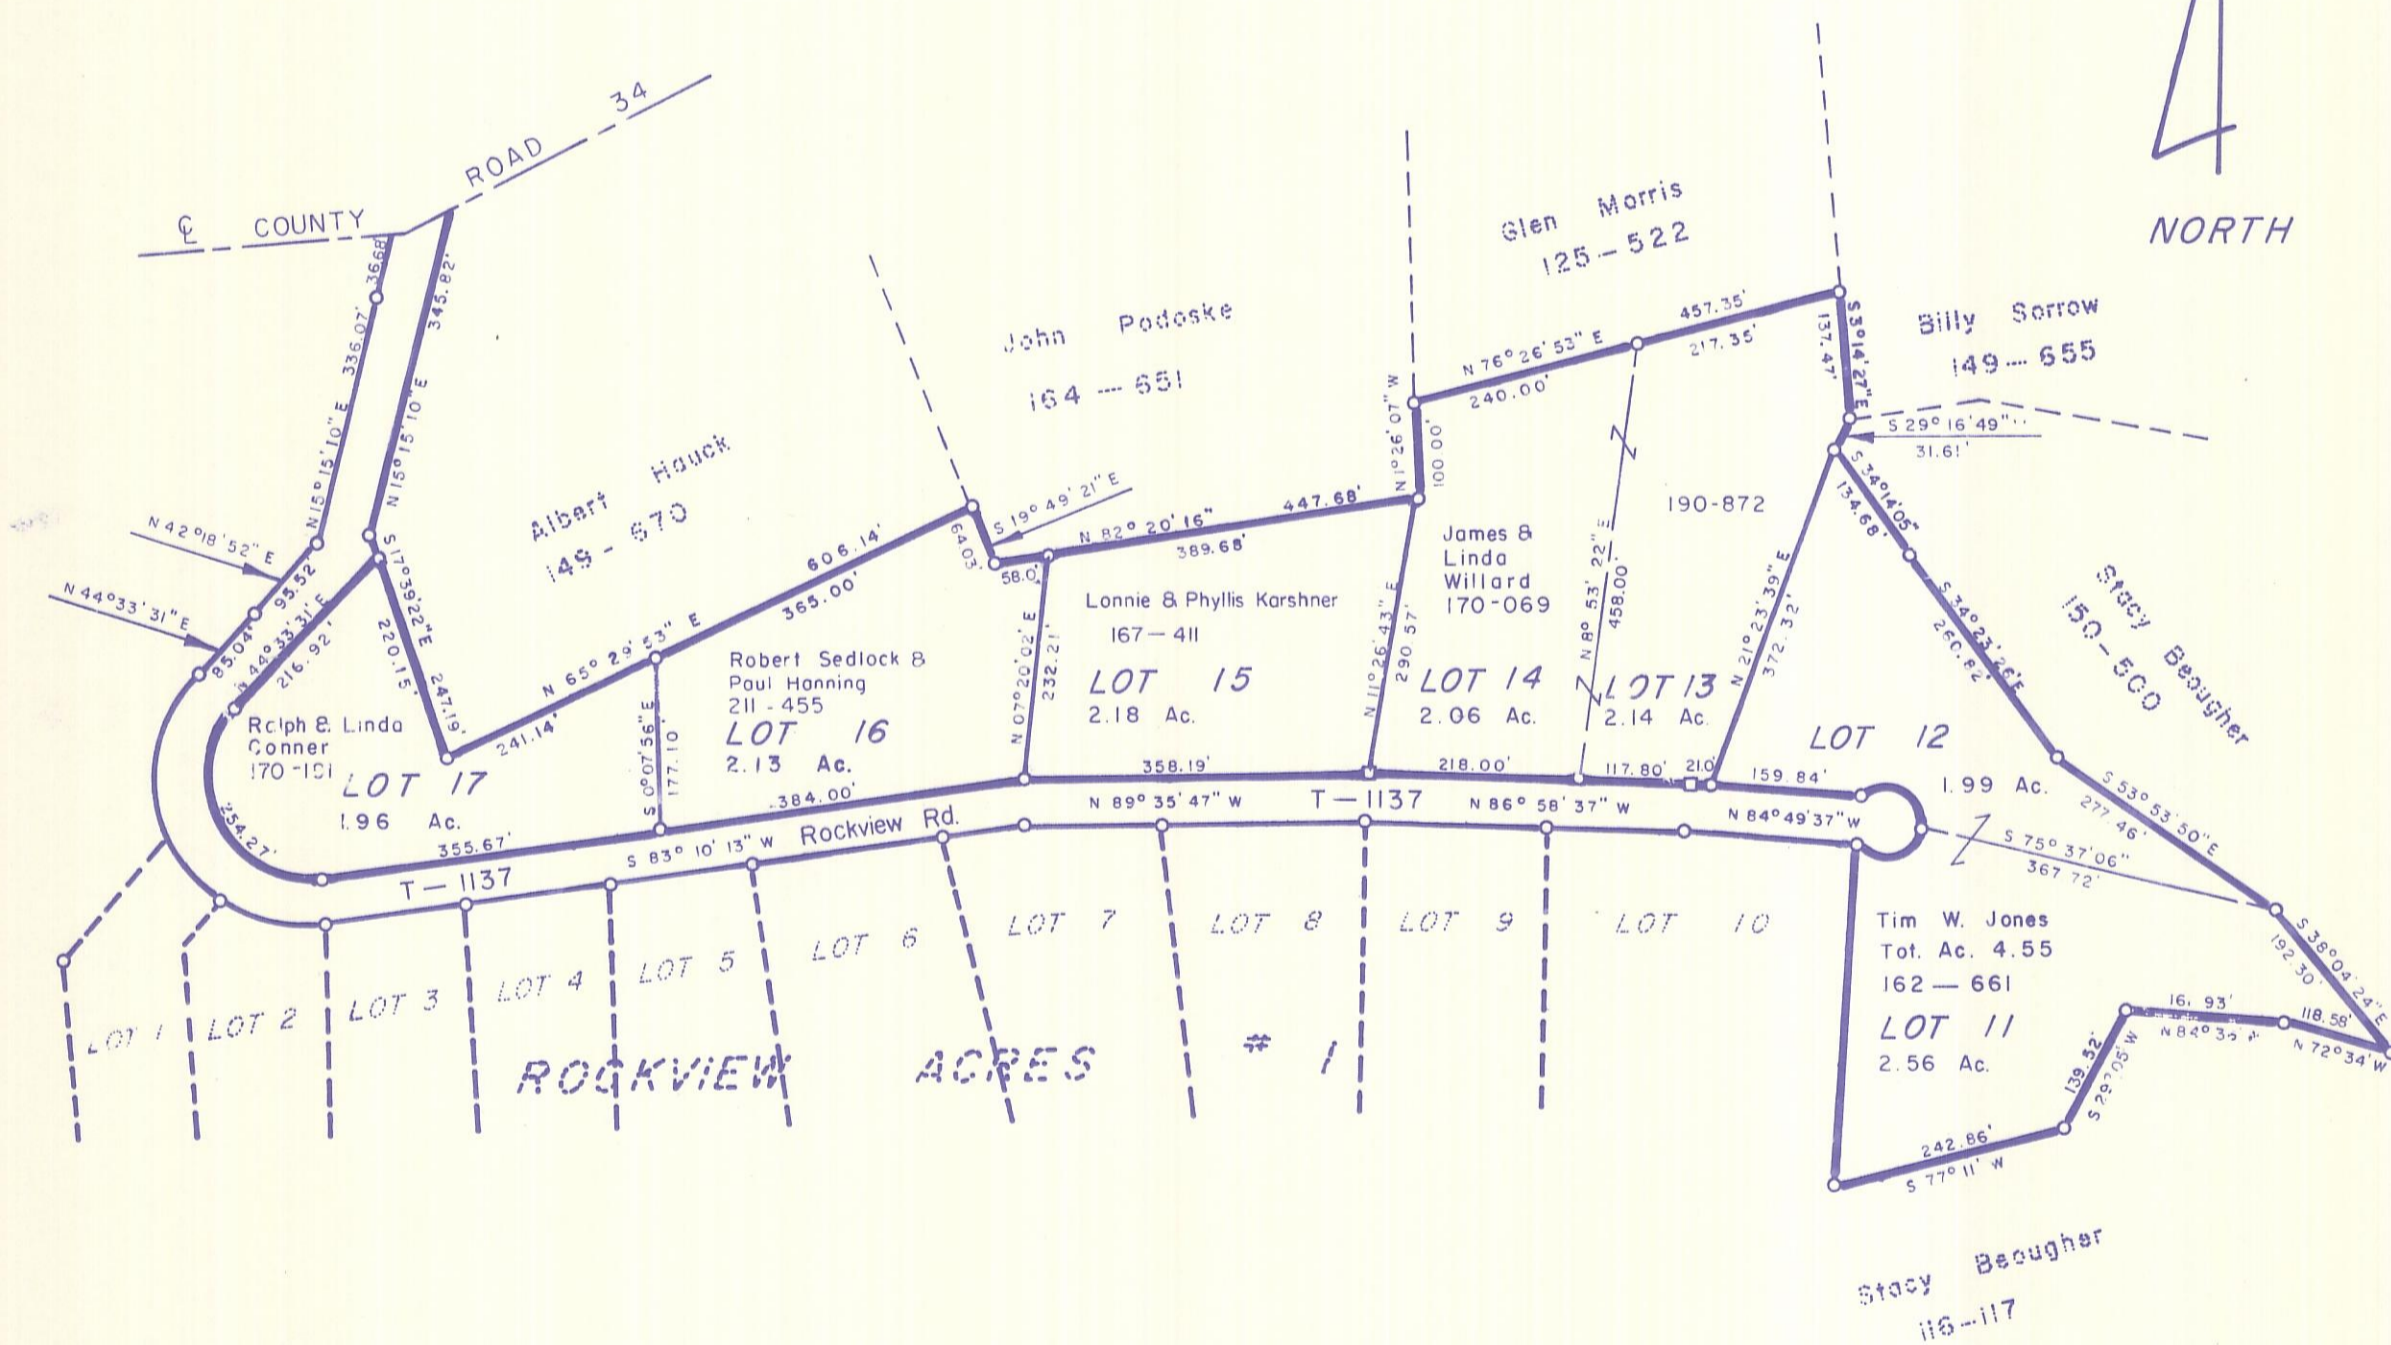 ℄ COUNTY ROAD 34
NORTH
36.68'
336.07'
N 15° 15' 10" E
345.82'
N 15° 15' 10" E
N 42° 18' 52" E
95.52'
N 44° 33' 31" E
85.04'
N 44° 33' 31" E
216.92'
S 17° 39' 22" E
220.15'
247.19'
Albert Hauck
149 - 670
N 65° 29' 53" E
606.14'
241.14'
365.00'
John Podoske
164 — 651
S 19° 49' 21" E
64.03'
58.0'
N 82° 20' 16"
447.68'
389.68'
Glen Morris
125 — 522
N 1° 26' 07" W
100.00'
N 76° 26' 53" E
457.35'
240.00'
217.35'
S 3° 14' 27" E
137.47'
Billy Sorrow
149 — 655
S 29° 16' 49"
31.61'
S 34° 14' 05"
134.68'
S 34° 23' 26" E
260.82'
Stacy Beougher
150 — 500
S 53° 53' 50" E
277.46'
S 75° 37' 06"
367.72'
S 38° 04' 24" E
192.30'
Ralph & Linda
Conner
LOT 17
1.96 Ac.
254.27'
355.67'
S 0° 07' 56" E
177.10'
Robert Sedlock &
Paul Hanning
211 - 455
LOT 16
2.13 Ac.
384.00'
N 07° 20' 02" E
232.21'
Lonnie & Phyllis Karshner
167 — 411
LOT 15
2.18 Ac.
358.19'
N 11° 26' 43" E
290.57'
James &
Linda
Willard
170-069
LOT 14
2.06 Ac.
218.00'
N 8° 53' 22" E
458.00'
190-872
LOT 13
2.14 Ac.
117.80'
21.0'
N 21° 23' 39" E
372.32'
LOT 12
1.99 Ac.
159.84'
T — 1137
S 83° 10' 13" W
Rockview Rd.
N 89° 35' 47" W
T — 1137
N 86° 58' 37" W
N 84° 49' 37" W
LOT 1
LOT 2
LOT 3
LOT 4
LOT 5
LOT 6
LOT 7
LOT 8
LOT 9
LOT 10
ROCKVIEW ACRES # 1
Tim W. Jones
Tot. Ac. 4.55
162 — 661
LOT 11
2.56 Ac.
118.58'
N 72° 34' W
139.52'
242.86'
S 77° 11' W
Stacy Beougher
116 — 117